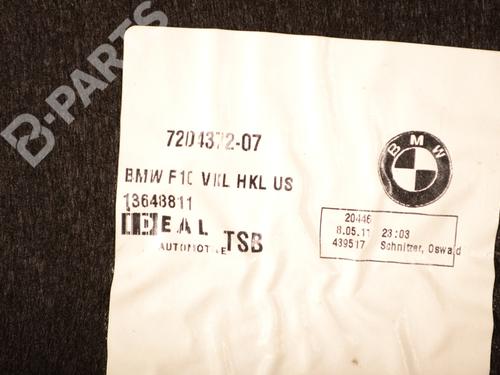 B-PARTS
7204372-07
BMW
BMW F10 VKL HKL US
13648811
IDEAL
AUTOMOTIVE
TSB
20446
8.05.11 23:03
439517 Schnitzer, Oswald